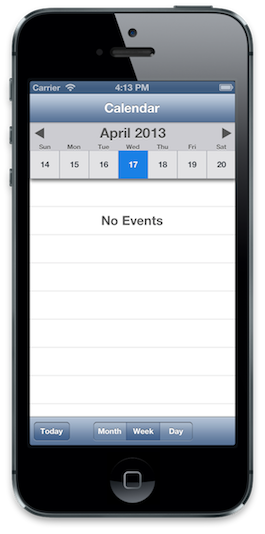 Carrier 4:13 PM
Calendar
April 2013
Sun Mon Tue Wed Thu Fri Sat
14 15 16 17 18 19 20
No Events
Today Month Week Day